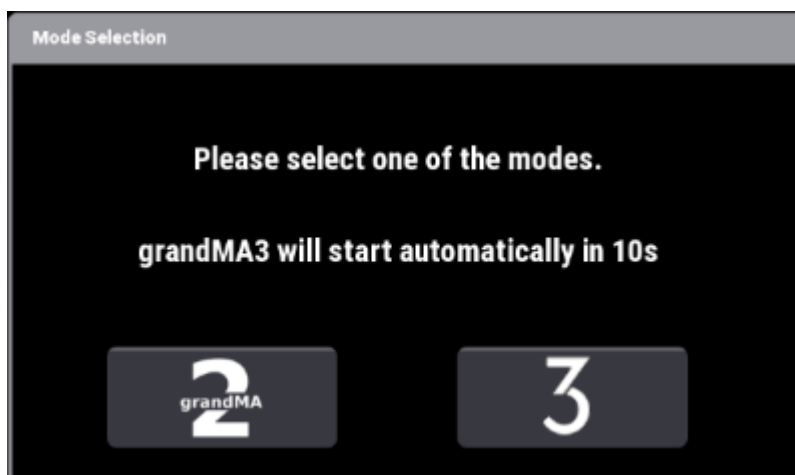 Mode Selection
Please select one of the modes.
grandMA3 will start automatically in 10s
2 grandMA
3